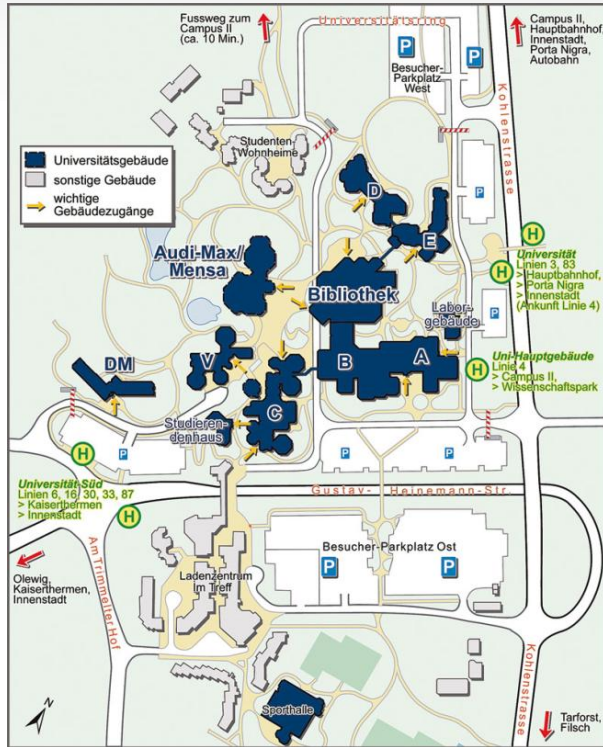 Fussweg zum
Campus II
(ca. 10 Min.)
Universitätsring
Campus II,
Hauptbahnhof,
Innenstadt,
Porta Nigra,
Autobahn
P
Besucher-
Parkplatz
West
P
P
Kohlenstrasse
Studenten-
Wohnheime
Universitätsgebäude
sonstige Gebäude
wichtige
Gebäudezugänge
P
D
E
H
Audi-Max/
Mensa
Bibliothek
H
Universität
Linien 3, 83
> Hauptbahnhof,
> Porta Nigra
> Innenstadt
(Ankunft Linie 4)
Labor-
gebäude
P
DM
V
B
A
H
Uni-Hauptgebäude
Linie 4
> Campus II,
> Wissenschaftspark
C
Studieren-
denhaus
H
P
P
P
Universität-Süd
Linien 6, 16, 30, 33, 87
> Kaiserthermen
> Innenstadt
H
Gustav-Heinemann-Str.
Am Trimmelter Hof
Olewig,
Kaiserthermen,
Innenstadt
Besucher-Parkplatz Ost
P
P
Ladenzentrum
Im Treff
Kohlenstrasse
Sporthalle
N
Tarforst,
Filsch